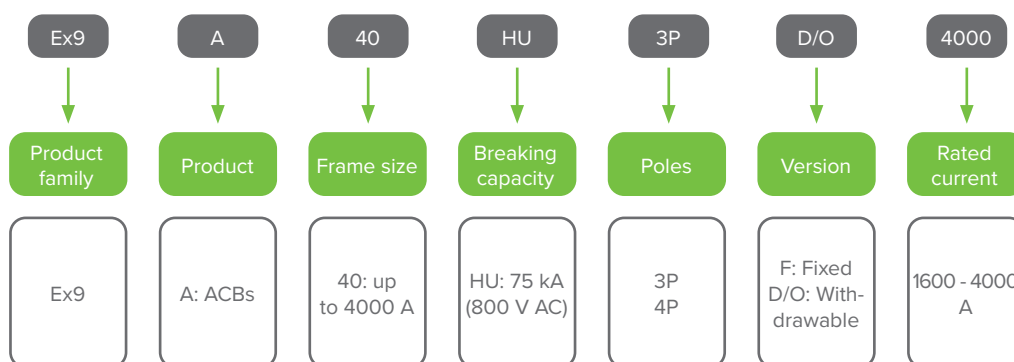 Ex9 A 40 HU 3P D/O 4000
Product
family
Product
Frame size
Breaking
capacity
Poles
Version
Rated
current
Ex9
A: ACBs
40: up
to 4000 A
HU: 75 kA
(800 V AC)
3P
4P
F: Fixed
D/O: With-
drawable
1600 - 4000
A